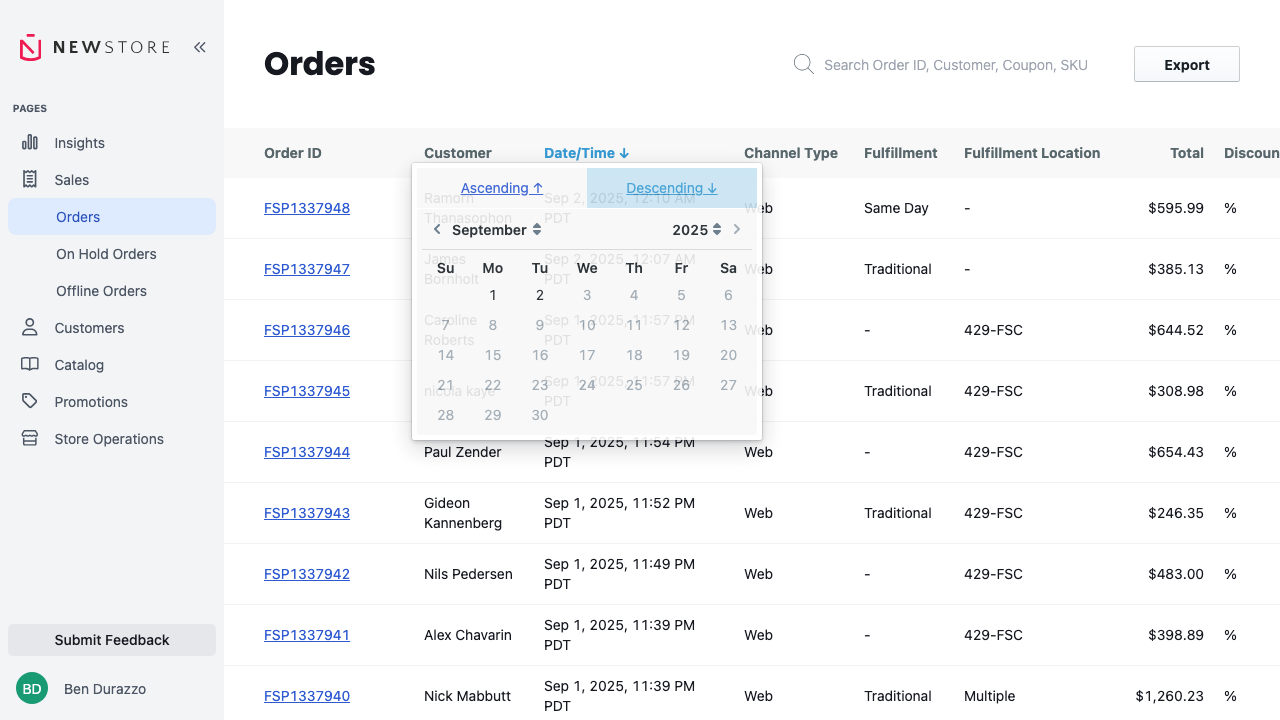 NEWSTORE
PAGES
Insights
Sales
Orders
On Hold Orders
Offline Orders
Customers
Catalog
Promotions
Store Operations
Submit Feedback
BD Ben Durazzo
Orders
Search Order ID, Customer, Coupon, SKU
Export
Order ID Customer Date/Time ↓ Channel Type Fulfillment Fulfillment Location Total Discoun
Ascending ↑ Descending ↓
September 2025
Su Mo Tu We Th Fr Sa
1 2 3 4 5 6
7 8 9 10 11 12 13
14 15 16 17 18 19 20
21 22 23 24 25 26 27
28 29 30
FSP1337948 Ramorn Sep 2, 2025, 12:10 AM Web Same Day - $595.99 %
Thanasophon PDT
FSP1337947 James Sep 2, 2025, 12:07 AM Web Traditional - $385.13 %
Bornholt PDT
FSP1337946 Caroline Sep 1, 2025, 11:57 PM Web - 429-FSC $644.52 %
Roberts PDT
FSP1337945 nicola kaye Sep 1, 2025, 11:57 PM Web Traditional 429-FSC $308.98 %
PDT
FSP1337944 Paul Zender Sep 1, 2025, 11:54 PM Web - 429-FSC $654.43 %
PDT
FSP1337943 Gideon Sep 1, 2025, 11:52 PM Web Traditional 429-FSC $246.35 %
Kannenberg PDT
FSP1337942 Nils Pedersen Sep 1, 2025, 11:49 PM Web - 429-FSC $483.00 %
PDT
FSP1337941 Alex Chavarin Sep 1, 2025, 11:39 PM Web - 429-FSC $398.89 %
PDT
FSP1337940 Nick Mabbutt Sep 1, 2025, 11:39 PM Web Traditional Multiple $1,260.23 %
PDT